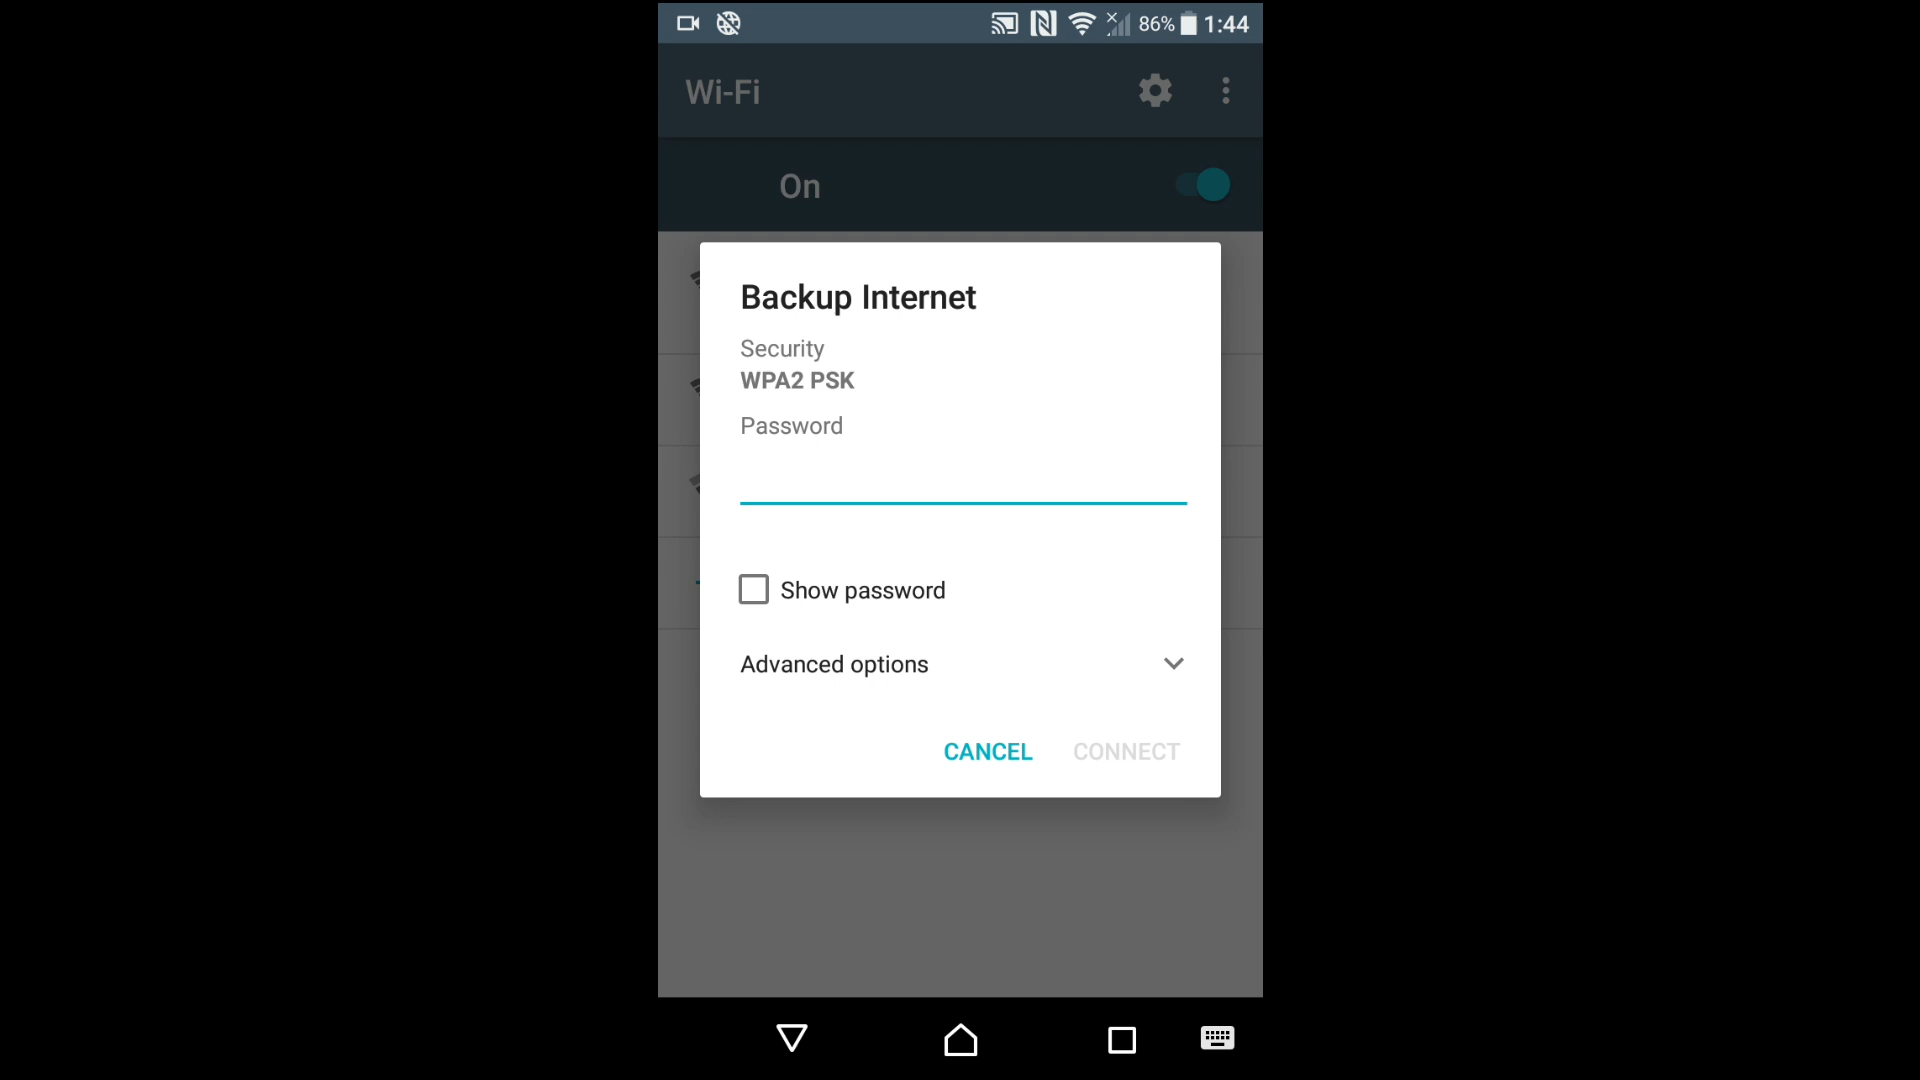 86% 1:44
Wi-Fi
On
Backup Internet
Security
WPA2 PSK
Password
Show password
Advanced options
CANCEL CONNECT